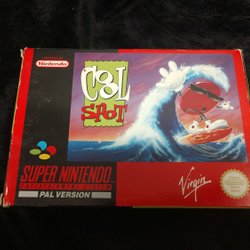 Nintendo
COOL
SPOT
SUPER NINTENDO
ENTERTAINMENT SYSTEM
PAL VERSION
Virgin